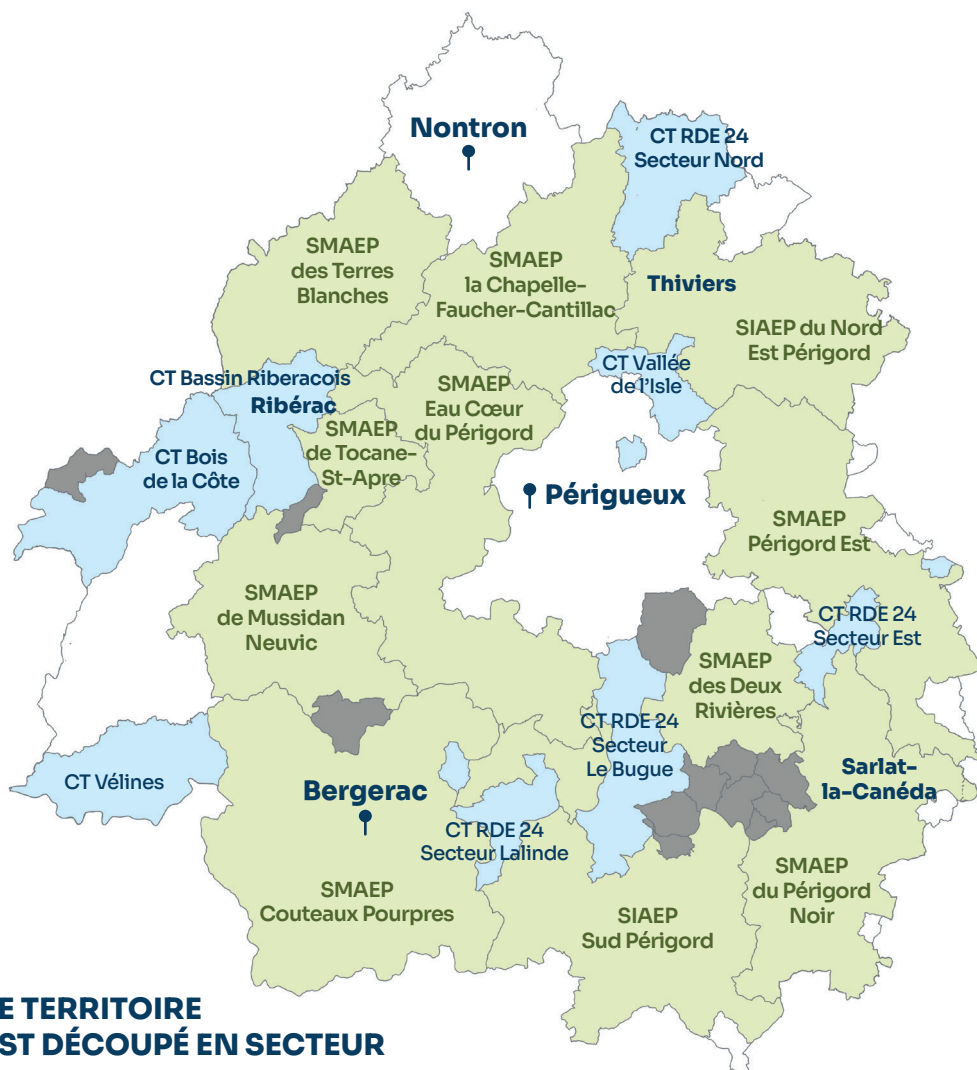 Nontron
CT RDE 24
Secteur Nord
SMAEP
des Terres
Blanches
SMAEP
la Chapelle-
Faucher-Cantillac
Thiviers
SIAEP du Nord
Est Périgord
CT Bassin Riberacois
Ribérac
CT Vallée
de l'Isle
SMAEP
Eau Cœur
du Périgord
SMAEP
de Tocane-
St-Apre
CT Bois
de la Côte
Périgueux
SMAEP
Périgord Est
SMAEP
de Mussidan
Neuvic
CT RDE 24
Secteur Est
SMAEP
des Deux
Rivières
CT RDE 24
Secteur
Le Bugue
CT Vélines
Bergerac
Sarlat-
la-Canéda
CT RDE 24
Secteur Lalinde
SMAEP
Couteaux Pourpres
SIAEP
Sud Périgord
SMAEP
du Périgord
Noir
E TERRITOIRE
ST DÉCOUPÉ EN SECTEUR